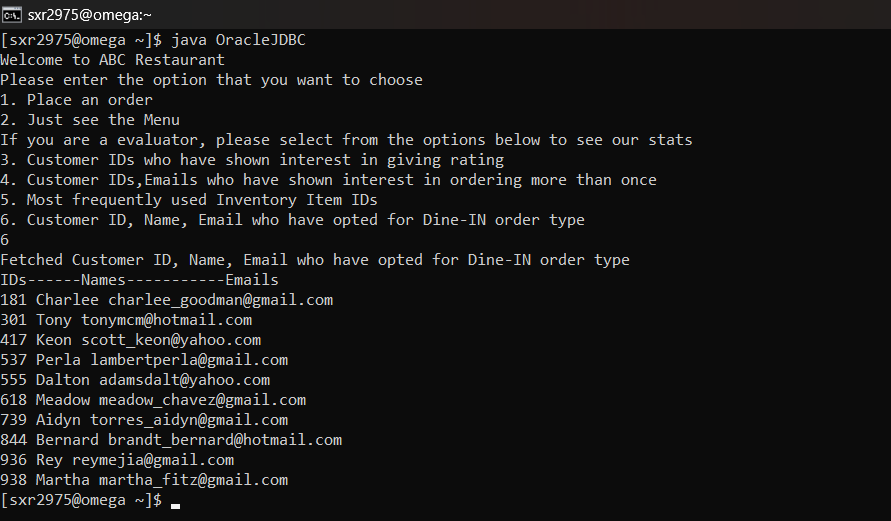 C:\. sxr2975@omega:~
[sxr2975@omega ~]$ java OracleJDBC
Welcome to ABC Restaurant
Please enter the option that you want to choose
1. Place an order
2. Just see the Menu
If you are a evaluator, please select from the options below to see our stats
3. Customer IDs who have shown interest in giving rating
4. Customer IDs,Emails who have shown interest in ordering more than once
5. Most frequently used Inventory Item IDs
6. Customer ID, Name, Email who have opted for Dine-IN order type
6
Fetched Customer ID, Name, Email who have opted for Dine-IN order type
IDs------Names-----------Emails
181 Charlee charlee_goodman@gmail.com
301 Tony tonymcm@hotmail.com
417 Keon scott_keon@yahoo.com
537 Perla lambertperla@gmail.com
555 Dalton adamsdalt@yahoo.com
618 Meadow meadow_chavez@gmail.com
739 Aidyn torres_aidyn@gmail.com
844 Bernard brandt_bernard@hotmail.com
936 Rey reymejia@gmail.com
938 Martha martha_fitz@gmail.com
[sxr2975@omega ~]$